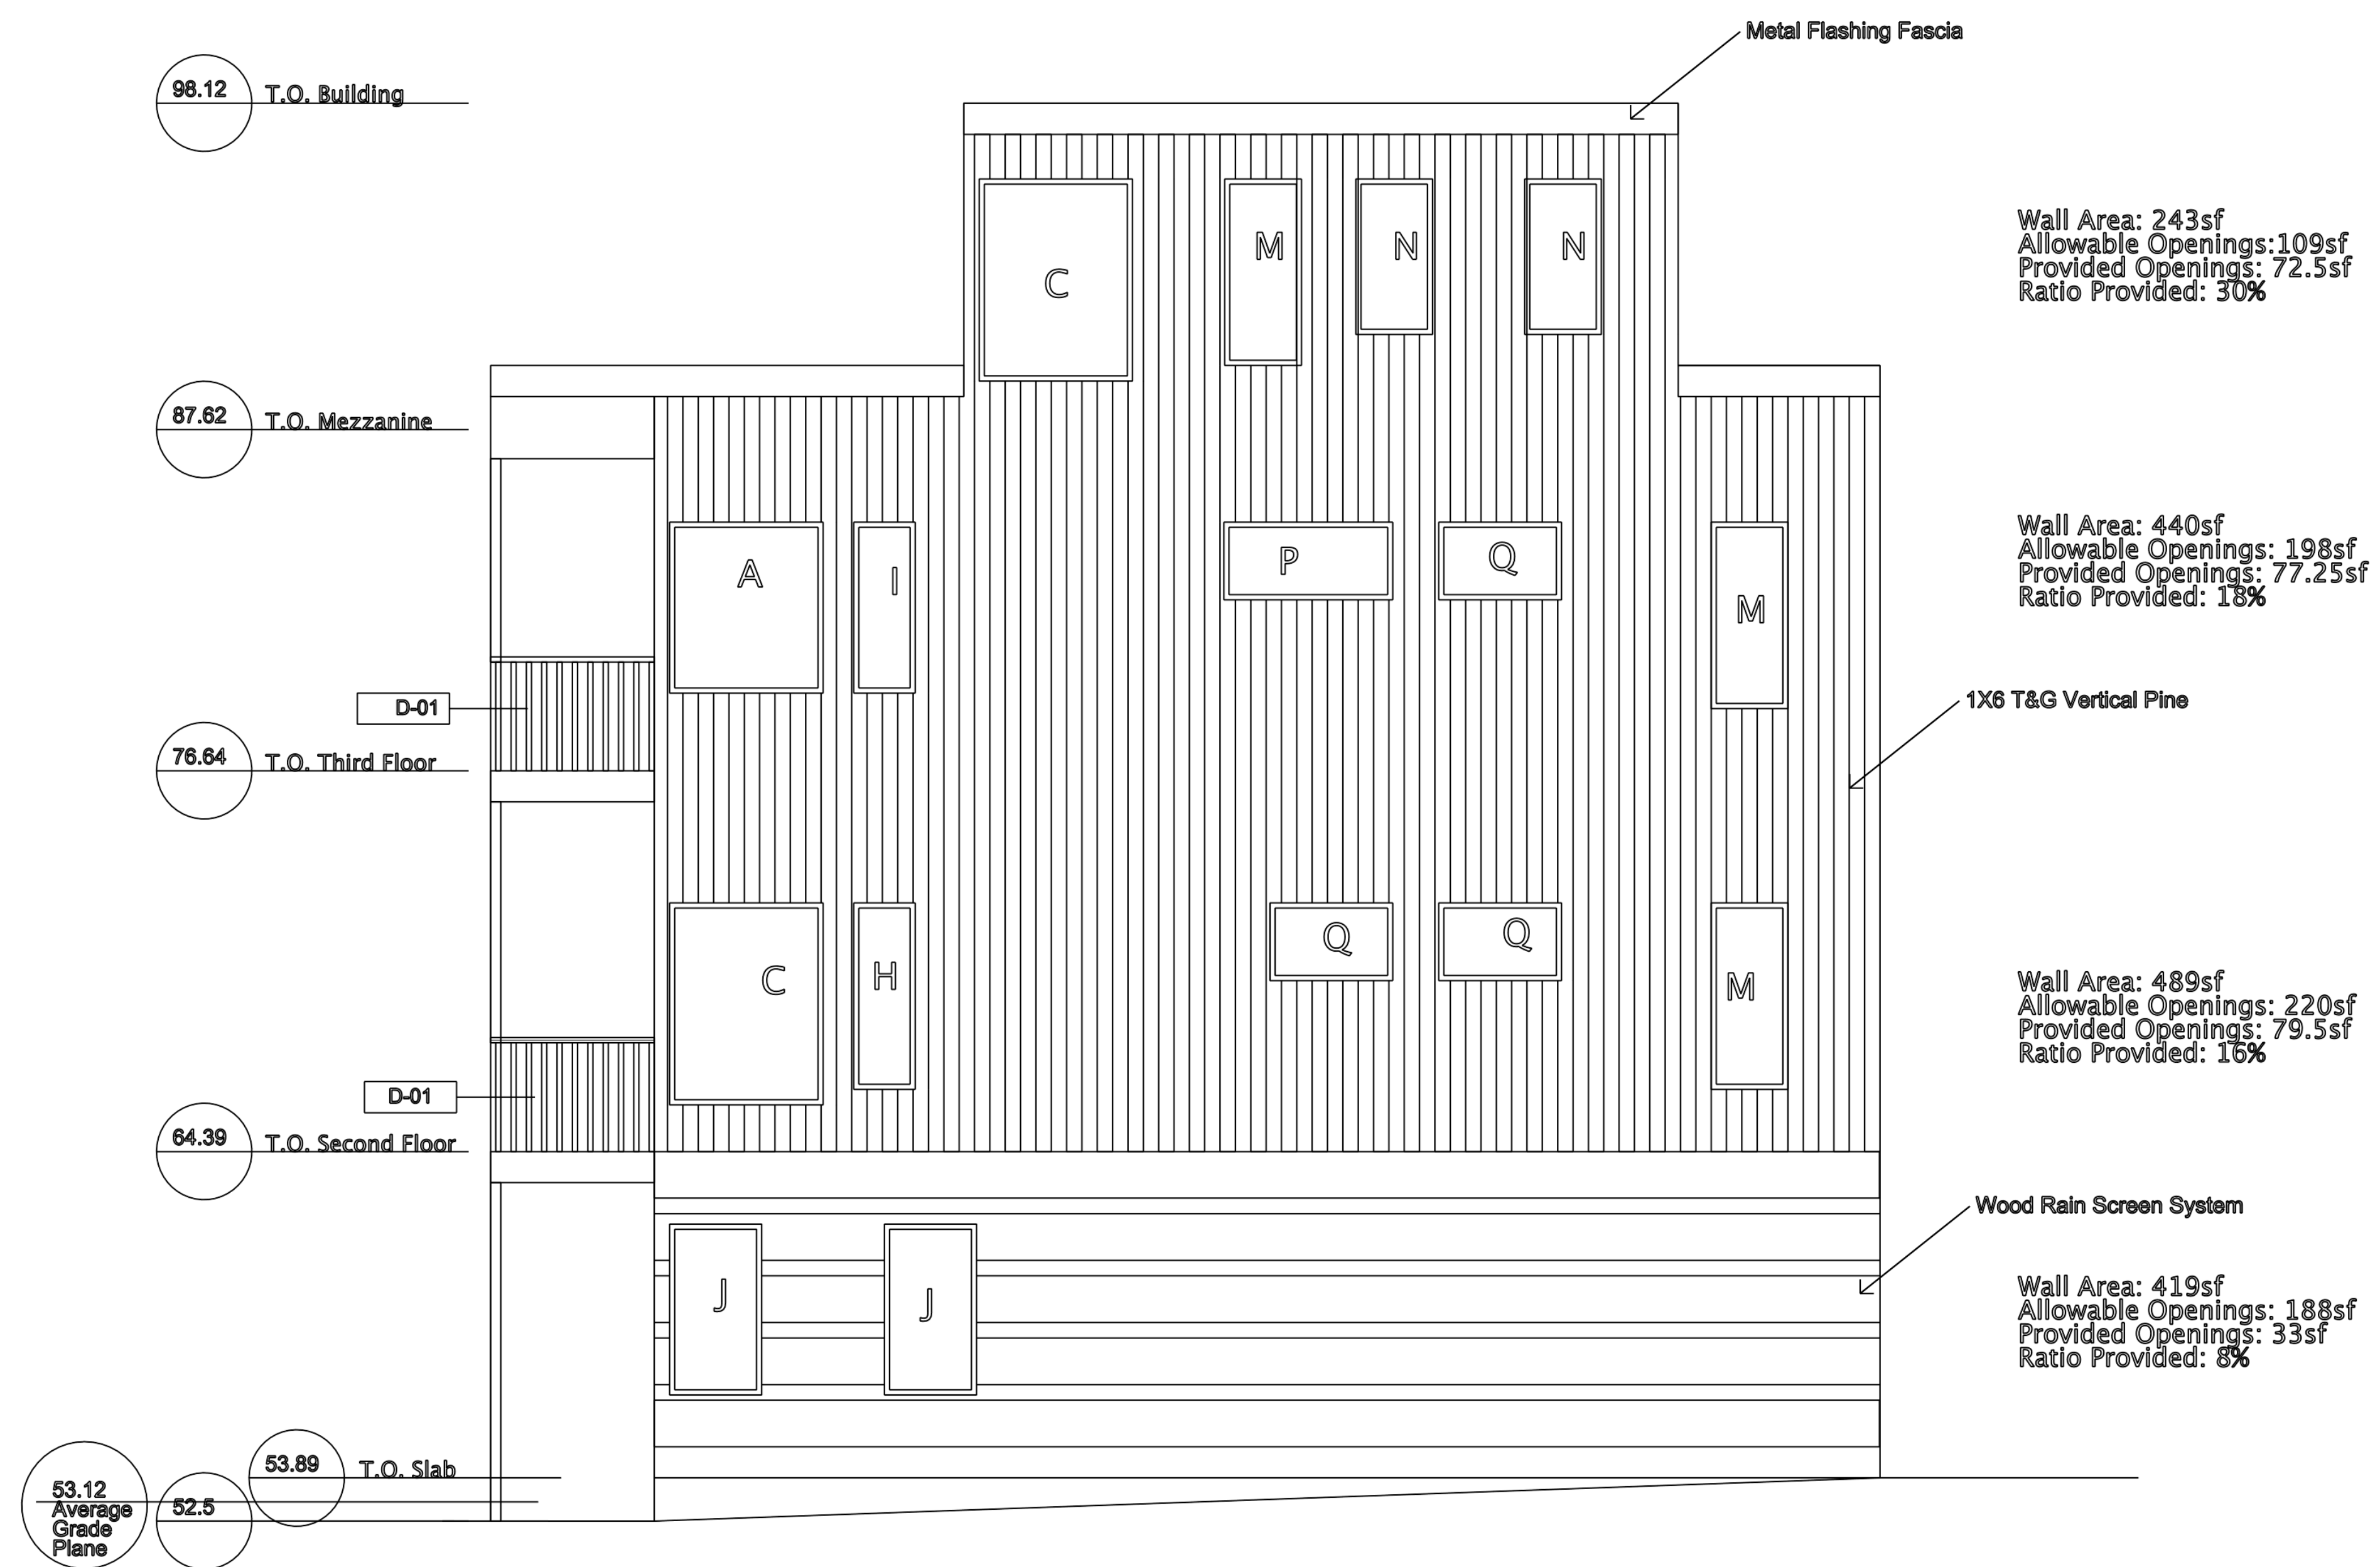 Metal Flashing Fascia
98.12 T.O. Building
C
M
N
N
Wall Area: 243sf
Allowable Openings:109sf
Provided Openings: 72.5sf
Ratio Provided: 30%
87.62 T.O. Mezzanine
A
I
P
Q
M
Wall Area: 440sf
Allowable Openings: 198sf
Provided Openings: 77.25sf
Ratio Provided: 18%
D-01
1X6 T&G Vertical Pine
76.64 T.O. Third Floor
C
H
Q
Q
M
Wall Area: 489sf
Allowable Openings: 220sf
Provided Openings: 79.5sf
Ratio Provided: 16%
D-01
64.39 T.O. Second Floor
Wood Rain Screen System
J
J
Wall Area: 419sf
Allowable Openings: 188sf
Provided Openings: 33sf
Ratio Provided: 8%
53.89 T.O. Slab
53.12
Average
Grade
Plane
52.5